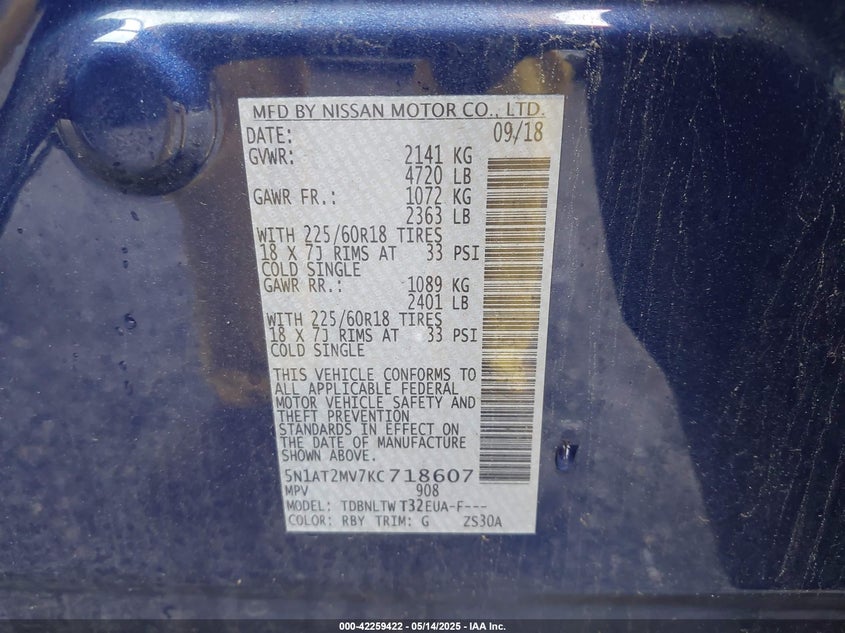 MFD BY NISSAN MOTOR CO., LTD.
DATE: 09/18
GVWR: 2141 KG
4720 LB
GAWR FR.: 1072 KG
2363 LB
WITH 225/60R18 TIRES
18 X 7J RIMS AT 33 PSI
COLD SINGLE
GAWR RR.: 1089 KG
2401 LB
WITH 225/60R18 TIRES
18 X 7J RIMS AT 33 PSI
COLD SINGLE
THIS VEHICLE CONFORMS TO
ALL APPLICABLE FEDERAL
MOTOR VEHICLE SAFETY AND
THEFT PREVENTION
STANDARDS IN EFFECT ON
THE DATE OF MANUFACTURE
SHOWN ABOVE.
5N1AT2MV7KC718607
MPV 908
MODEL: TDBNLTW T32EUA-F---
COLOR: RBY TRIM: G ZS30A
000-42259422 - 05/14/2025 - IAA Inc.